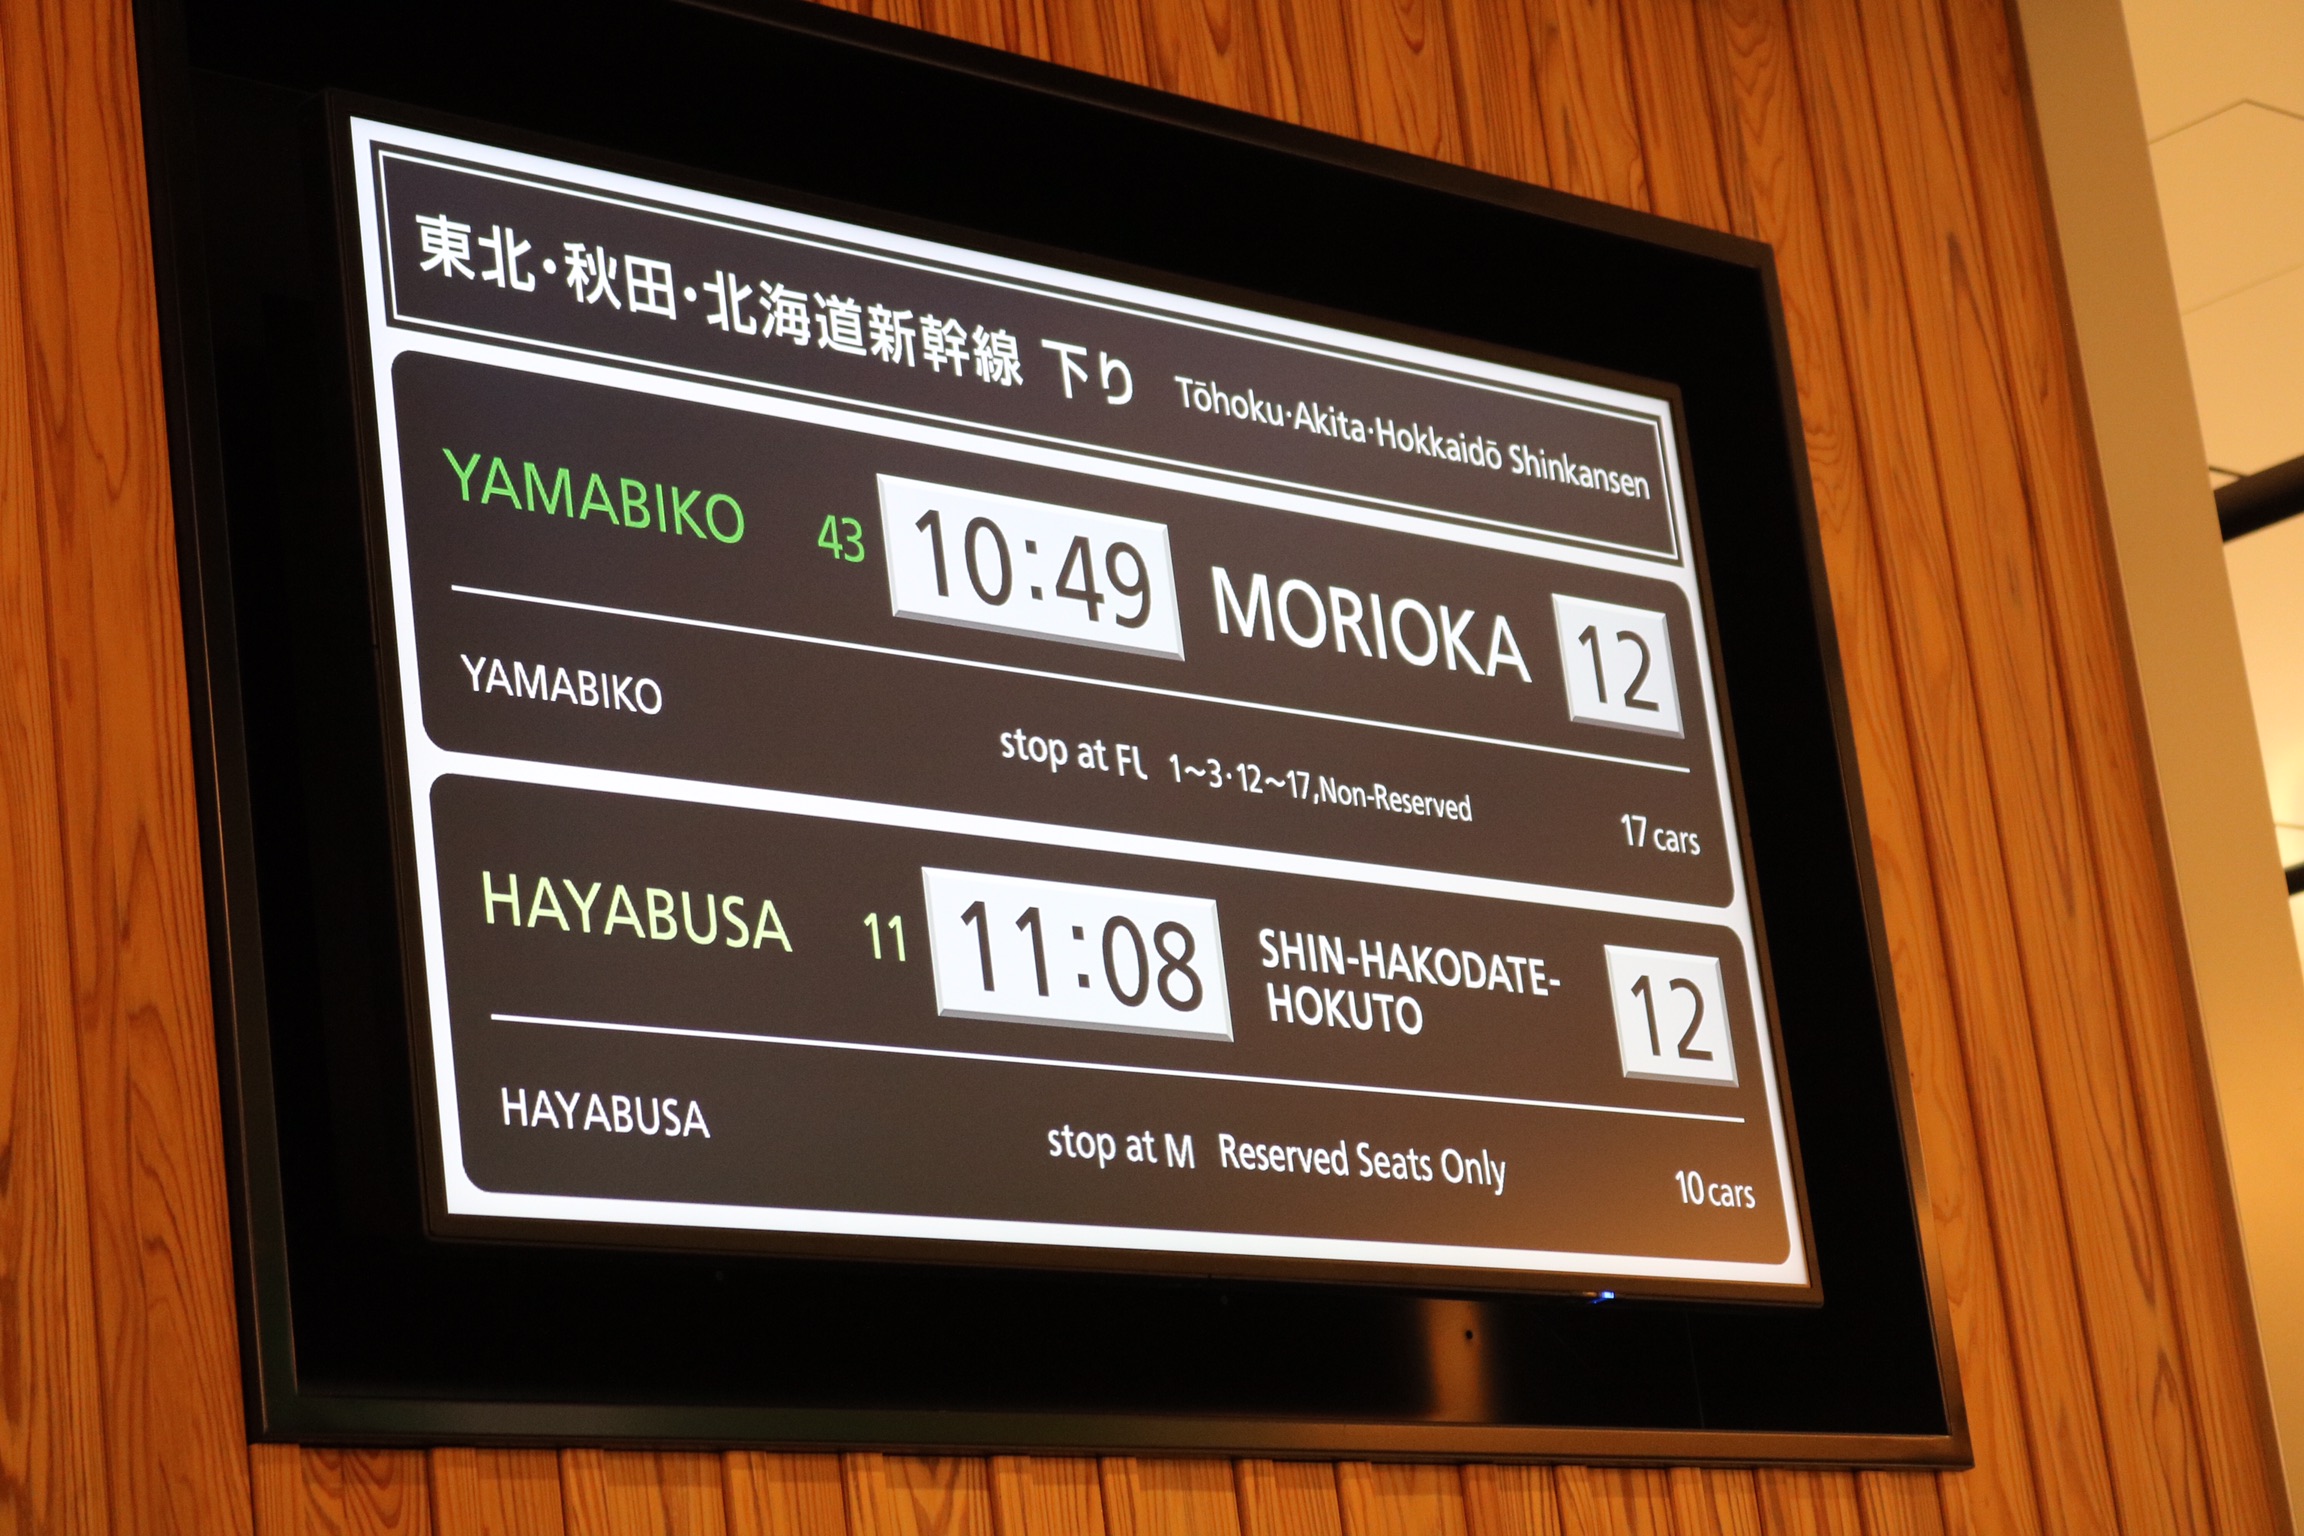 東北・秋田・北海道新幹線 下り Tōhoku・Akita・Hokkaidō Shinkansen
YAMABIKO 43 10:49 MORIOKA 12
YAMABIKO stop at FL 1~3・12~17,Non-Reserved 17 cars
HAYABUSA 11 11:08 SHIN-HAKODATE-
HOKUTO 12
HAYABUSA stop at M Reserved Seats Only 10 cars